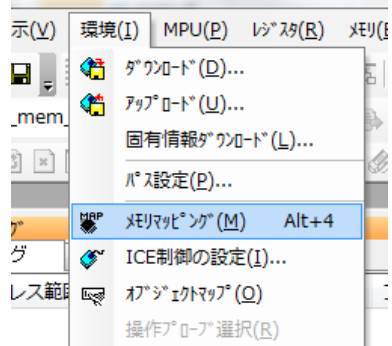 示(V) 環境(I) MPU(P) ﾚｼﾞｽﾀ(R) ﾒﾓﾘ(
ﾀﾞｳﾝﾛｰﾄﾞ(D)...
_mem_
ｱｯﾌﾟﾛｰﾄﾞ(U)...
固有情報ﾀﾞｳﾝﾛｰﾄﾞ(L)...
ﾊﾟｽ設定(P)...
MAP ﾒﾓﾘﾏｯﾋﾟﾝｸﾞ(M) Alt+4
グ ICE制御の設定(I)...
レス範囲 ｵﾌﾞｼﾞｪｸﾄﾏｯﾌﾟ(O)
操作ﾌﾟﾛｰﾌﾞ選択(R)